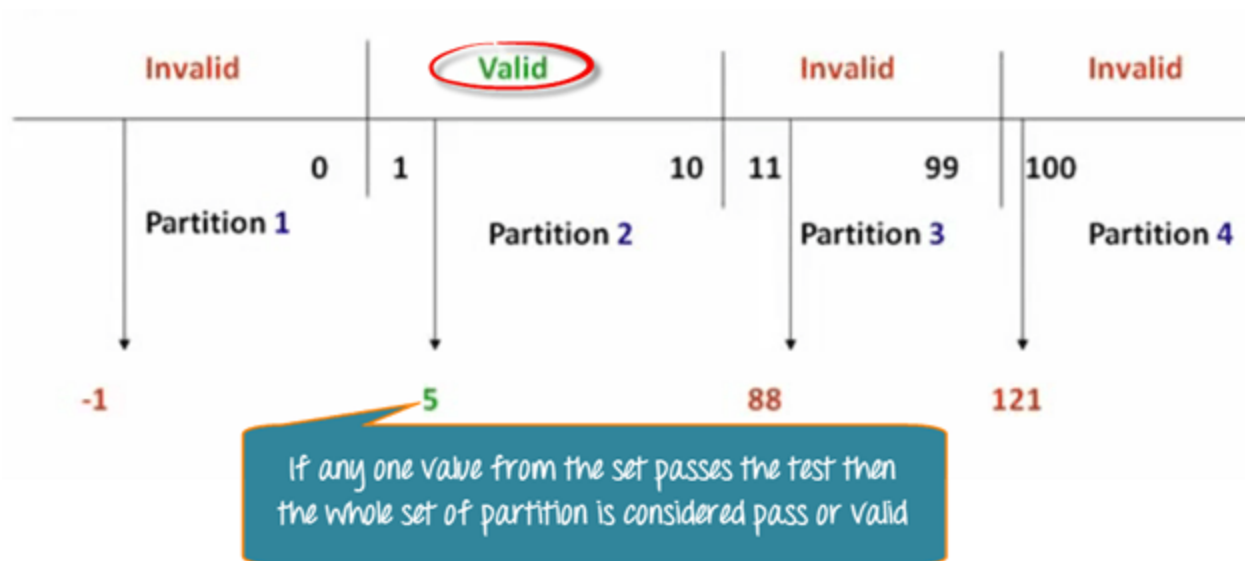 Invalid Valid Invalid Invalid
0 1 10 11 99 100
Partition 1 Partition 2 Partition 3 Partition 4
-1 5 88 121
If any one value from the set passes the test then
the whole set of partition is considered pass or valid